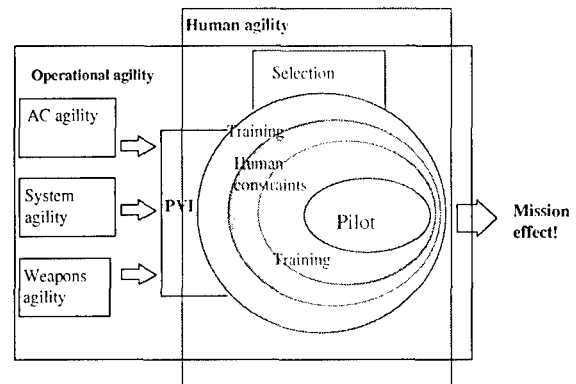 Human agility
Operational agility
Selection
AC agility
Training
Human
constraints
System
agility
PVI
Pilot
Mission
effect!
Training
Weapons
agility